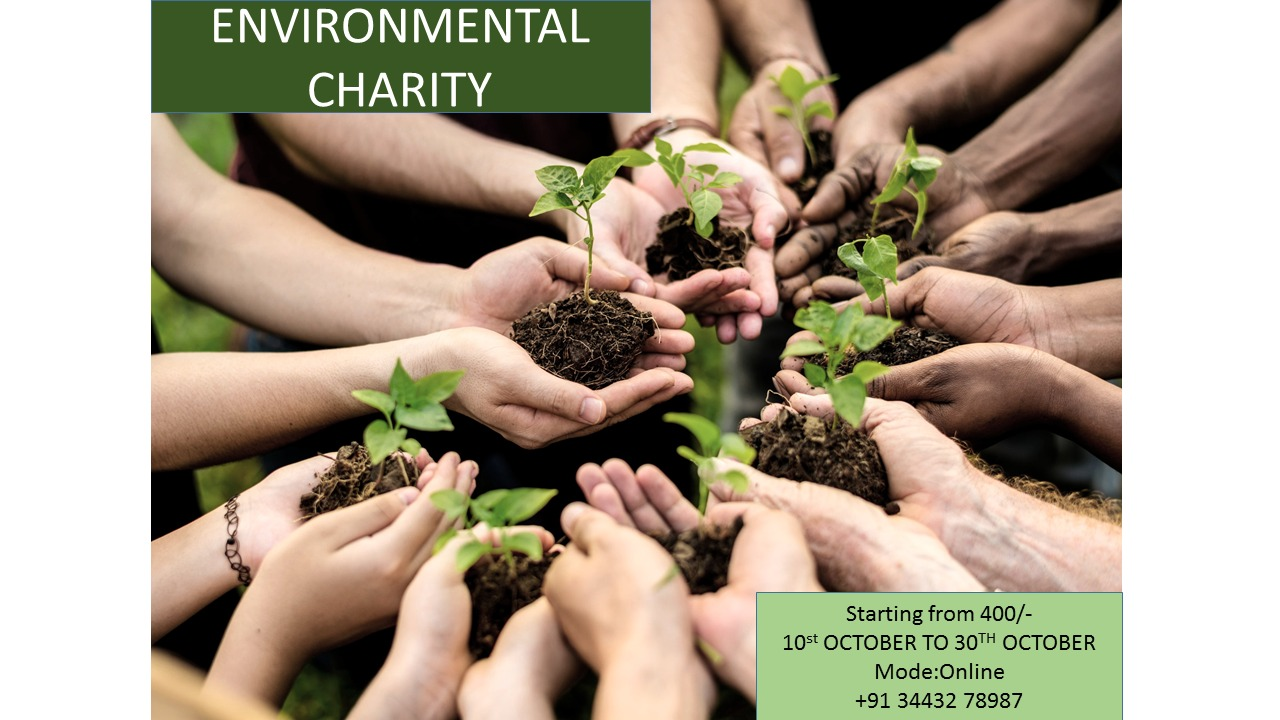 ENVIRONMENTAL
CHARITY
Starting from 400/-
10st OCTOBER TO 30TH OCTOBER
Mode:Online
+91 34432 78987